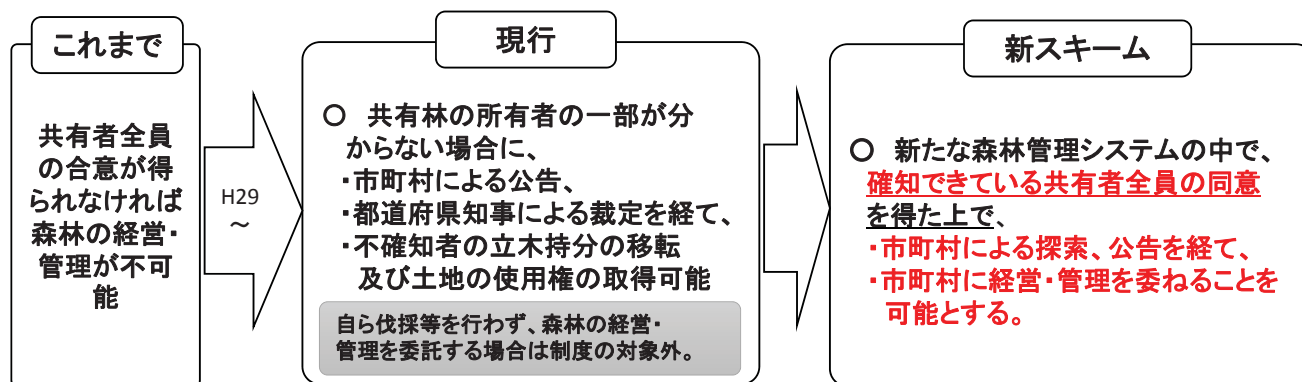 これまで
共有者全員
の合意が得
られなければ
森林の経営・
管理が不可
能
H29
～
現行
○　共有林の所有者の一部が分
からない場合に、
・市町村による公告、
・都道府県知事による裁定を経て、
・不確知者の立木持分の移転
及び土地の使用権の取得可能
自ら伐採等を行わず、森林の経営・
管理を委託する場合は制度の対象外。
新スキーム
○　新たな森林管理システムの中で、
確知できている共有者全員の同意
を得た上で、
・市町村による探索、公告を経て、
・市町村に経営・管理を委ねることを
可能とする。